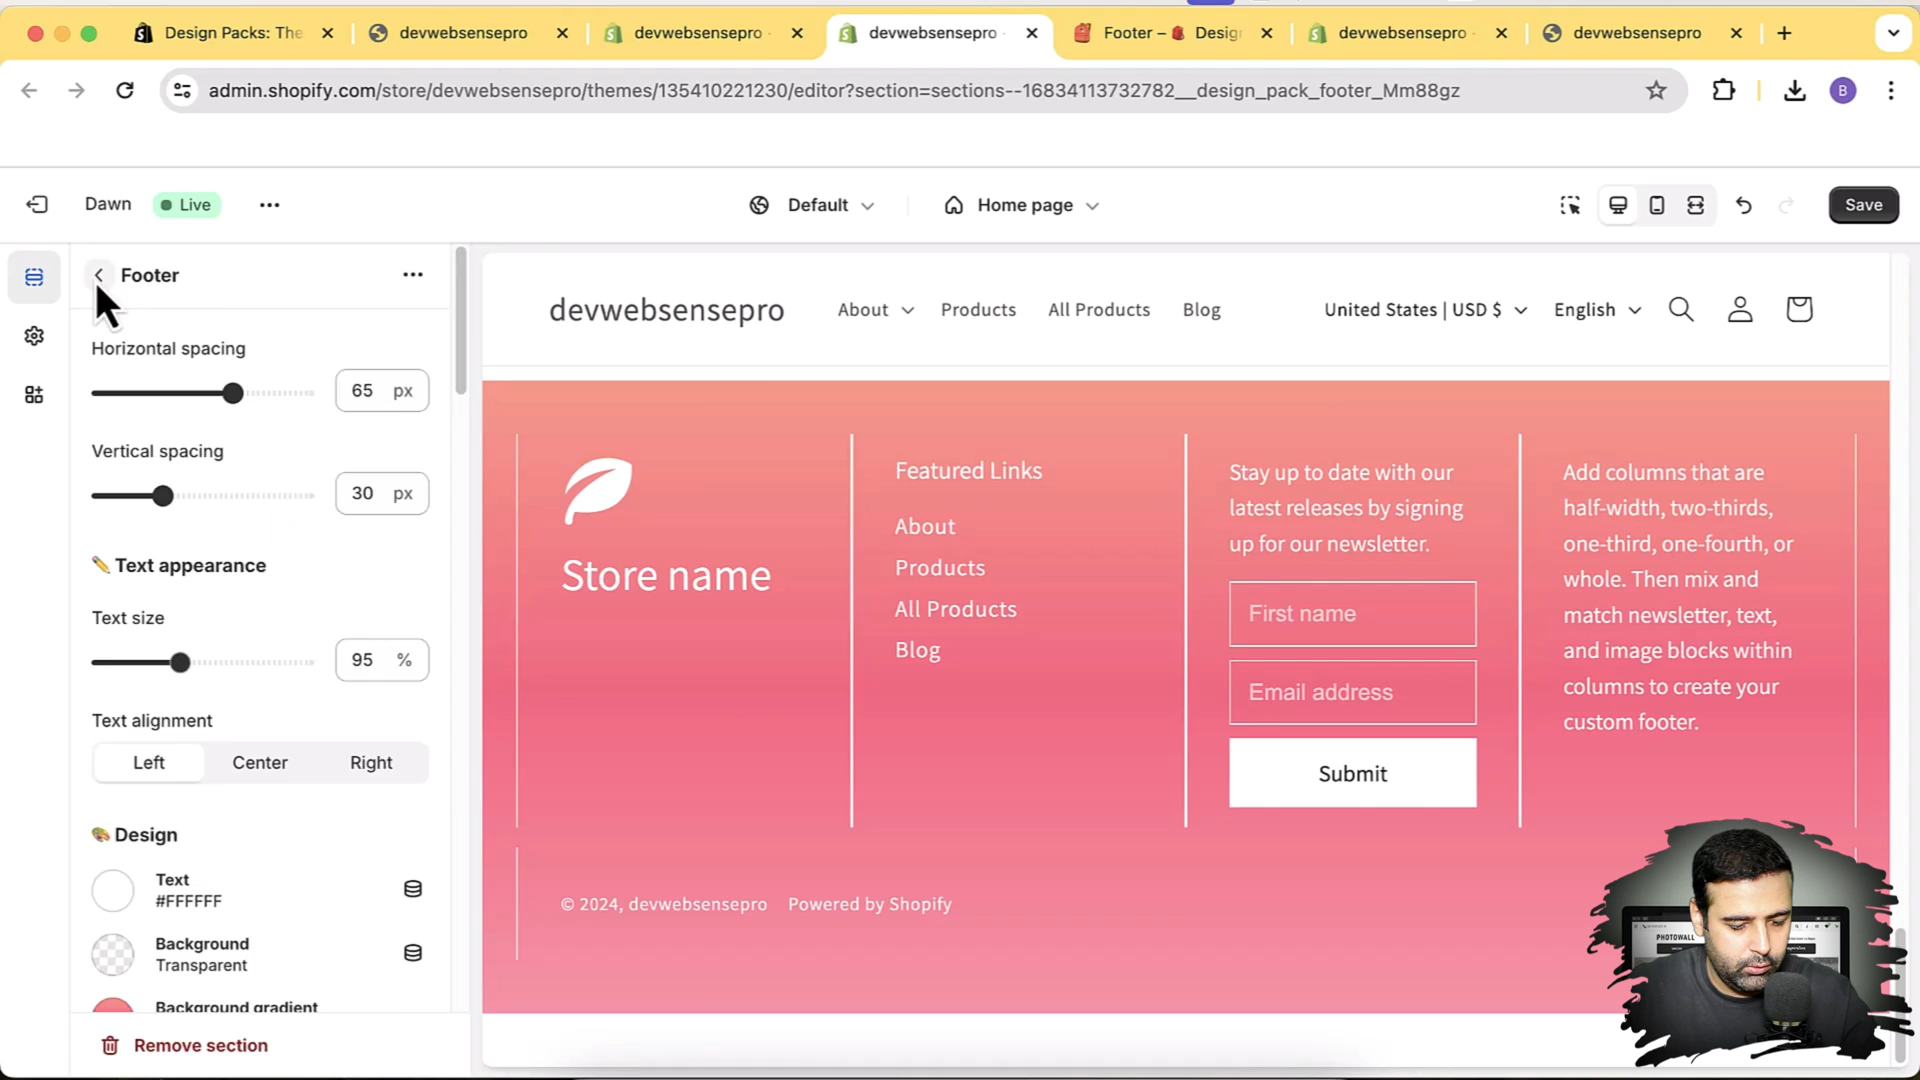 Design Packs: The
devwebsensepro
devwebsensepro
devwebsensepro
Footer – Desig
devwebsensepro
devwebsensepro
admin.shopify.com/store/devwebsensepro/themes/135410221230/editor?section=sections--16834113732782__design_pack_footer_Mm88gz
B
Dawn
Live
Default
Home page
Save
Footer
Horizontal spacing
65 px
Vertical spacing
30 px
Text appearance
Text size
95 %
Text alignment
Left
Center
Right
Design
Text
#FFFFFF
Background
Transparent
Background gradient
Remove section
devwebsensepro
About
Products
All Products
Blog
United States | USD $
English
Store name
Featured Links
About
Products
All Products
Blog
Stay up to date with our
latest releases by signing
up for our newsletter.
First name
Email address
Submit
Add columns that are
half-width, two-thirds,
one-third, one-fourth, or
whole. Then mix and
match newsletter, text,
and image blocks within
columns to create your
custom footer.
© 2024, devwebsensepro
Powered by Shopify
PHOTOWALL